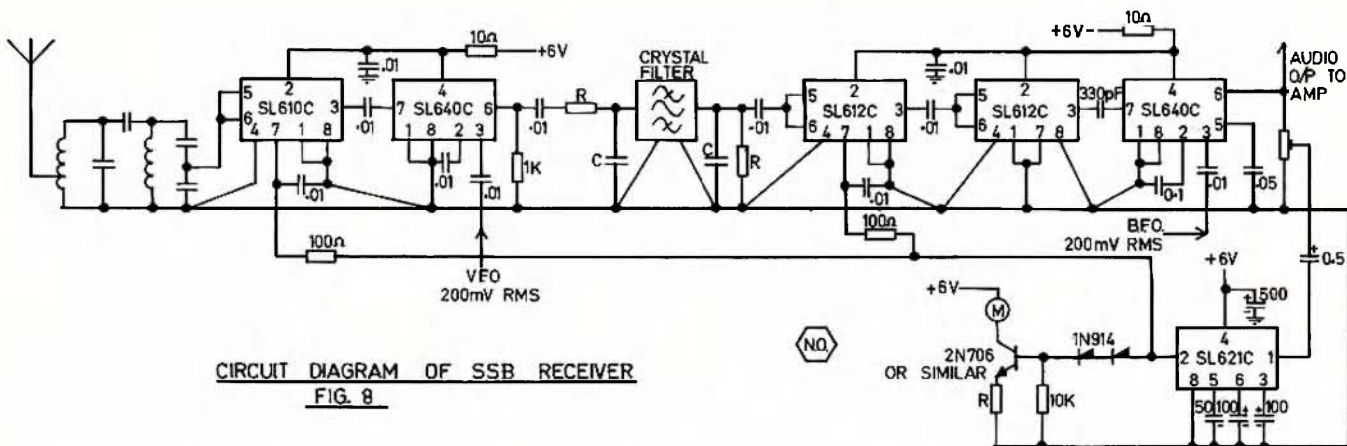 10Ω
+6V
.01
5
6
2
SL610C
3
4
7
1
8
.01
.01
4
7
SL640C
6
1
8
2
3
.01
.01
1K
.01
R
C
CRYSTAL
FILTER
C
R
.01
5
6
2
SL612C
3
4
7
1
8
.01
.01
.01
5
6
2
SL612C
3
4
1
7
8
330pF
+6V-
10Ω
4
7
SL640C
6
5
1
8
2
3
0.1
.01
.05
AUDIO
O/P TO
AMP
100Ω
VFO
200mV RMS
100Ω
B.F.O.
200mV RMS
0.5
+
+6V
+
500
4
2
SL621C
1
8
5
6
3
50
100
+
100
+6V
M
2N706
OR SIMILAR
R
10K
1N914
N.O.
CIRCUIT DIAGRAM OF SSB RECEIVER
FIG. 8